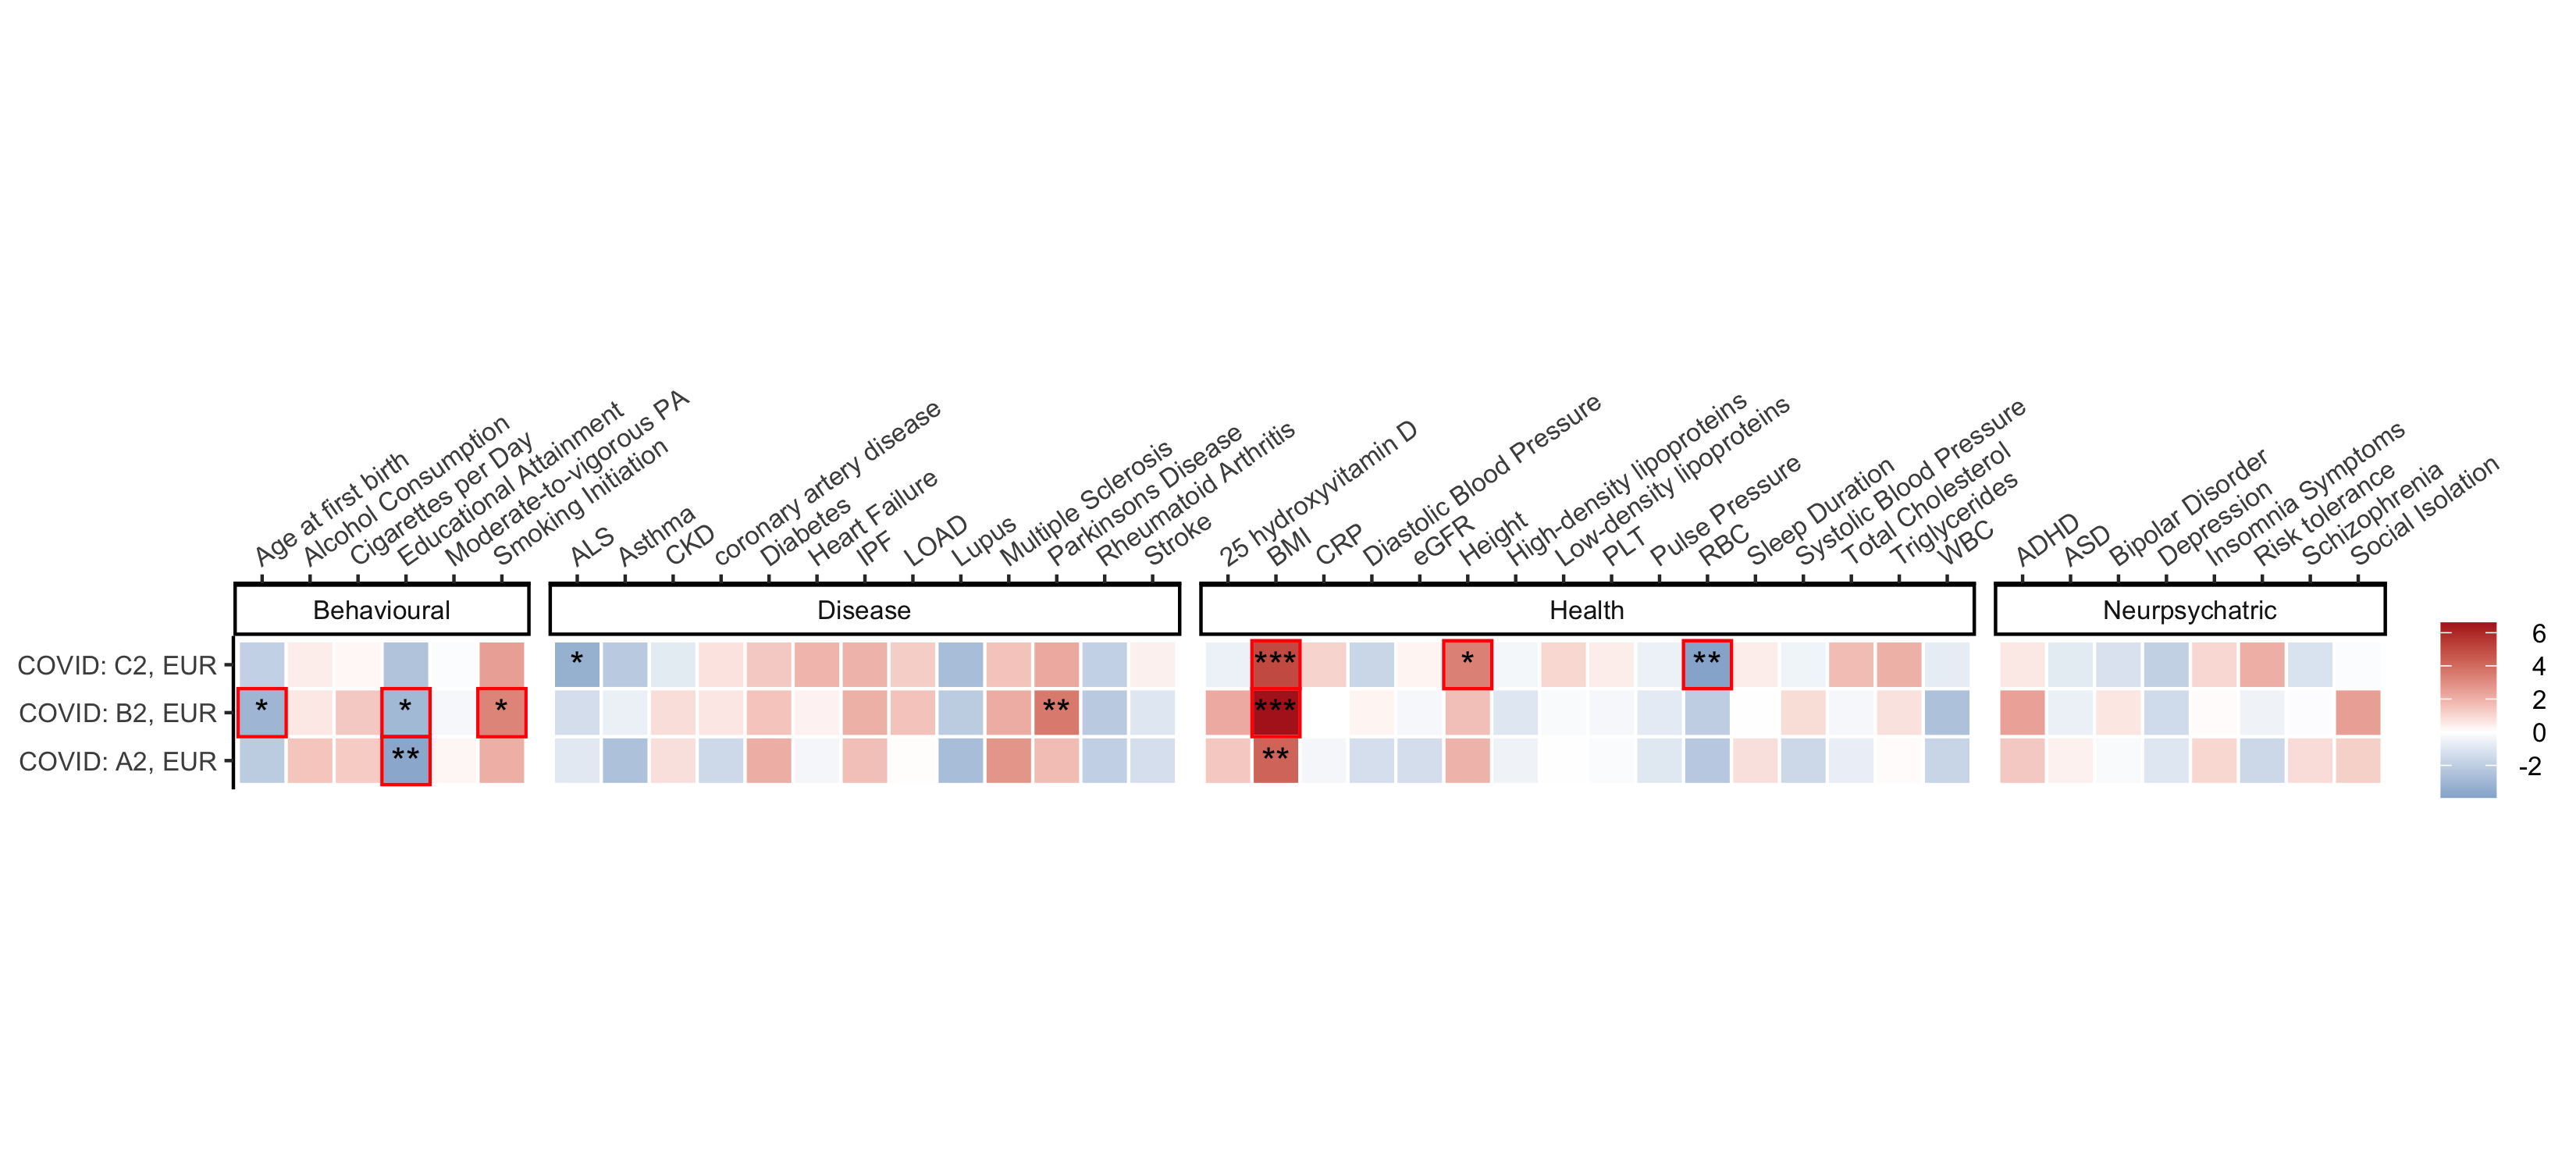 Age at first birth
Alcohol Consumption
Cigarettes per Day
Educational Attainment
Moderate-to-vigorous PA
Smoking Initiation
ALS
Asthma
CKD
coronary artery disease
Diabetes
Heart Failure
IPF
LOAD
Lupus
Multiple Sclerosis
Parkinsons Disease
Rheumatoid Arthritis
Stroke
25 hydroxyvitamin D
BMI
CRP
Diastolic Blood Pressure
eGFR
Height
High-density lipoproteins
Low-density lipoproteins
PLT
Pulse Pressure
RBC
Sleep Duration
Systolic Blood Pressure
Total Cholesterol
Triglycerides
WBC
ADHD
ASD
Bipolar Disorder
Depression
Insomnia Symptoms
Risk tolerance
Schizophrenia
Social Isolation
Behavioural
Disease
Health
Neurpsychatric
COVID: C2, EUR
* *** * **
COVID: B2, EUR
* * * ** ***
COVID: A2, EUR
** **
6
4
2
0
-2